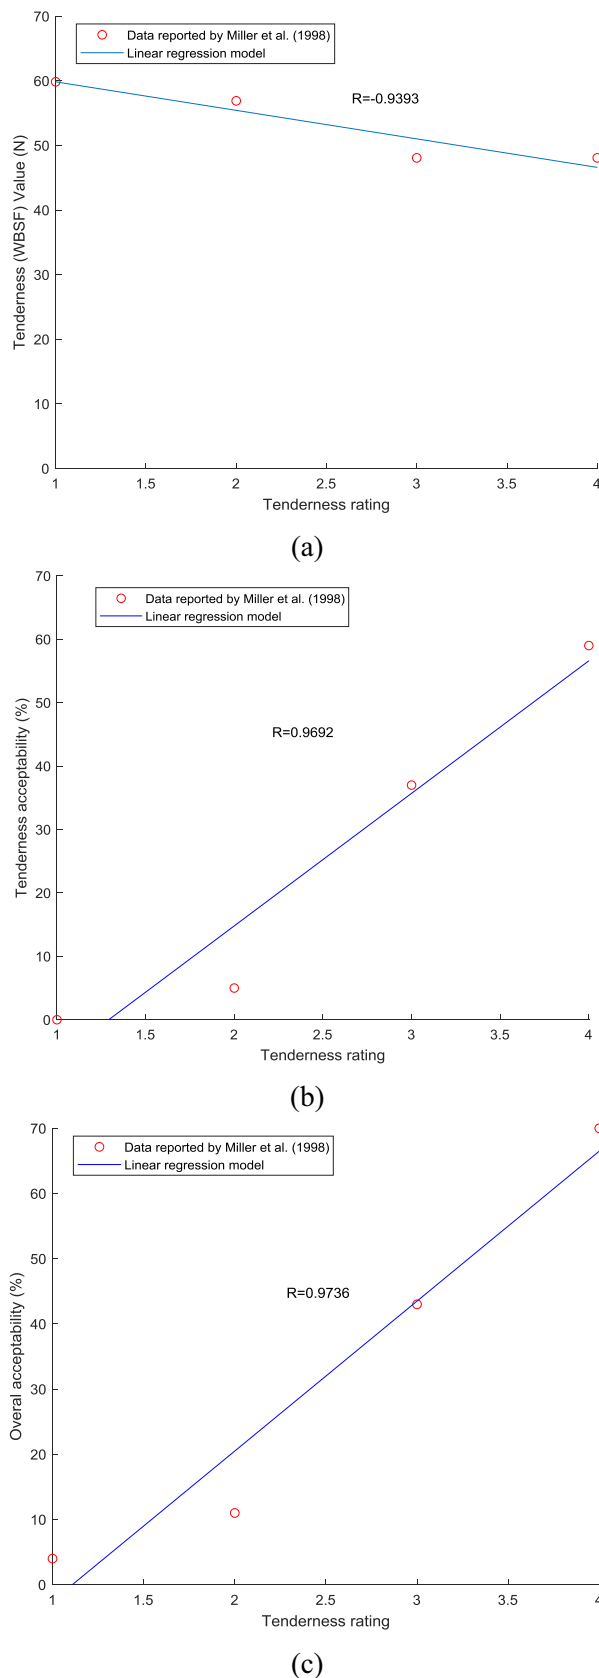 70
Data reported by Miller et al. (1998)
Linear regression model
60
R=-0.9393
50
40
30
20
10
0
Tenderness (WBSF) Value (N)
1 1.5 2 2.5 3 3.5 4
Tenderness rating
(a)
70
Data reported by Miller et al. (1998)
Linear regression model
60
50
R=0.9692
40
30
20
10
0
Tenderness acceptability (%)
1 1.5 2 2.5 3 3.5 4
Tenderness rating
(b)
70
Data reported by Miller et al. (1998)
Linear regression model
60
50
R=0.9736
40
30
20
10
0
Overal acceptability (%)
1 1.5 2 2.5 3 3.5 4
Tenderness rating
(c)